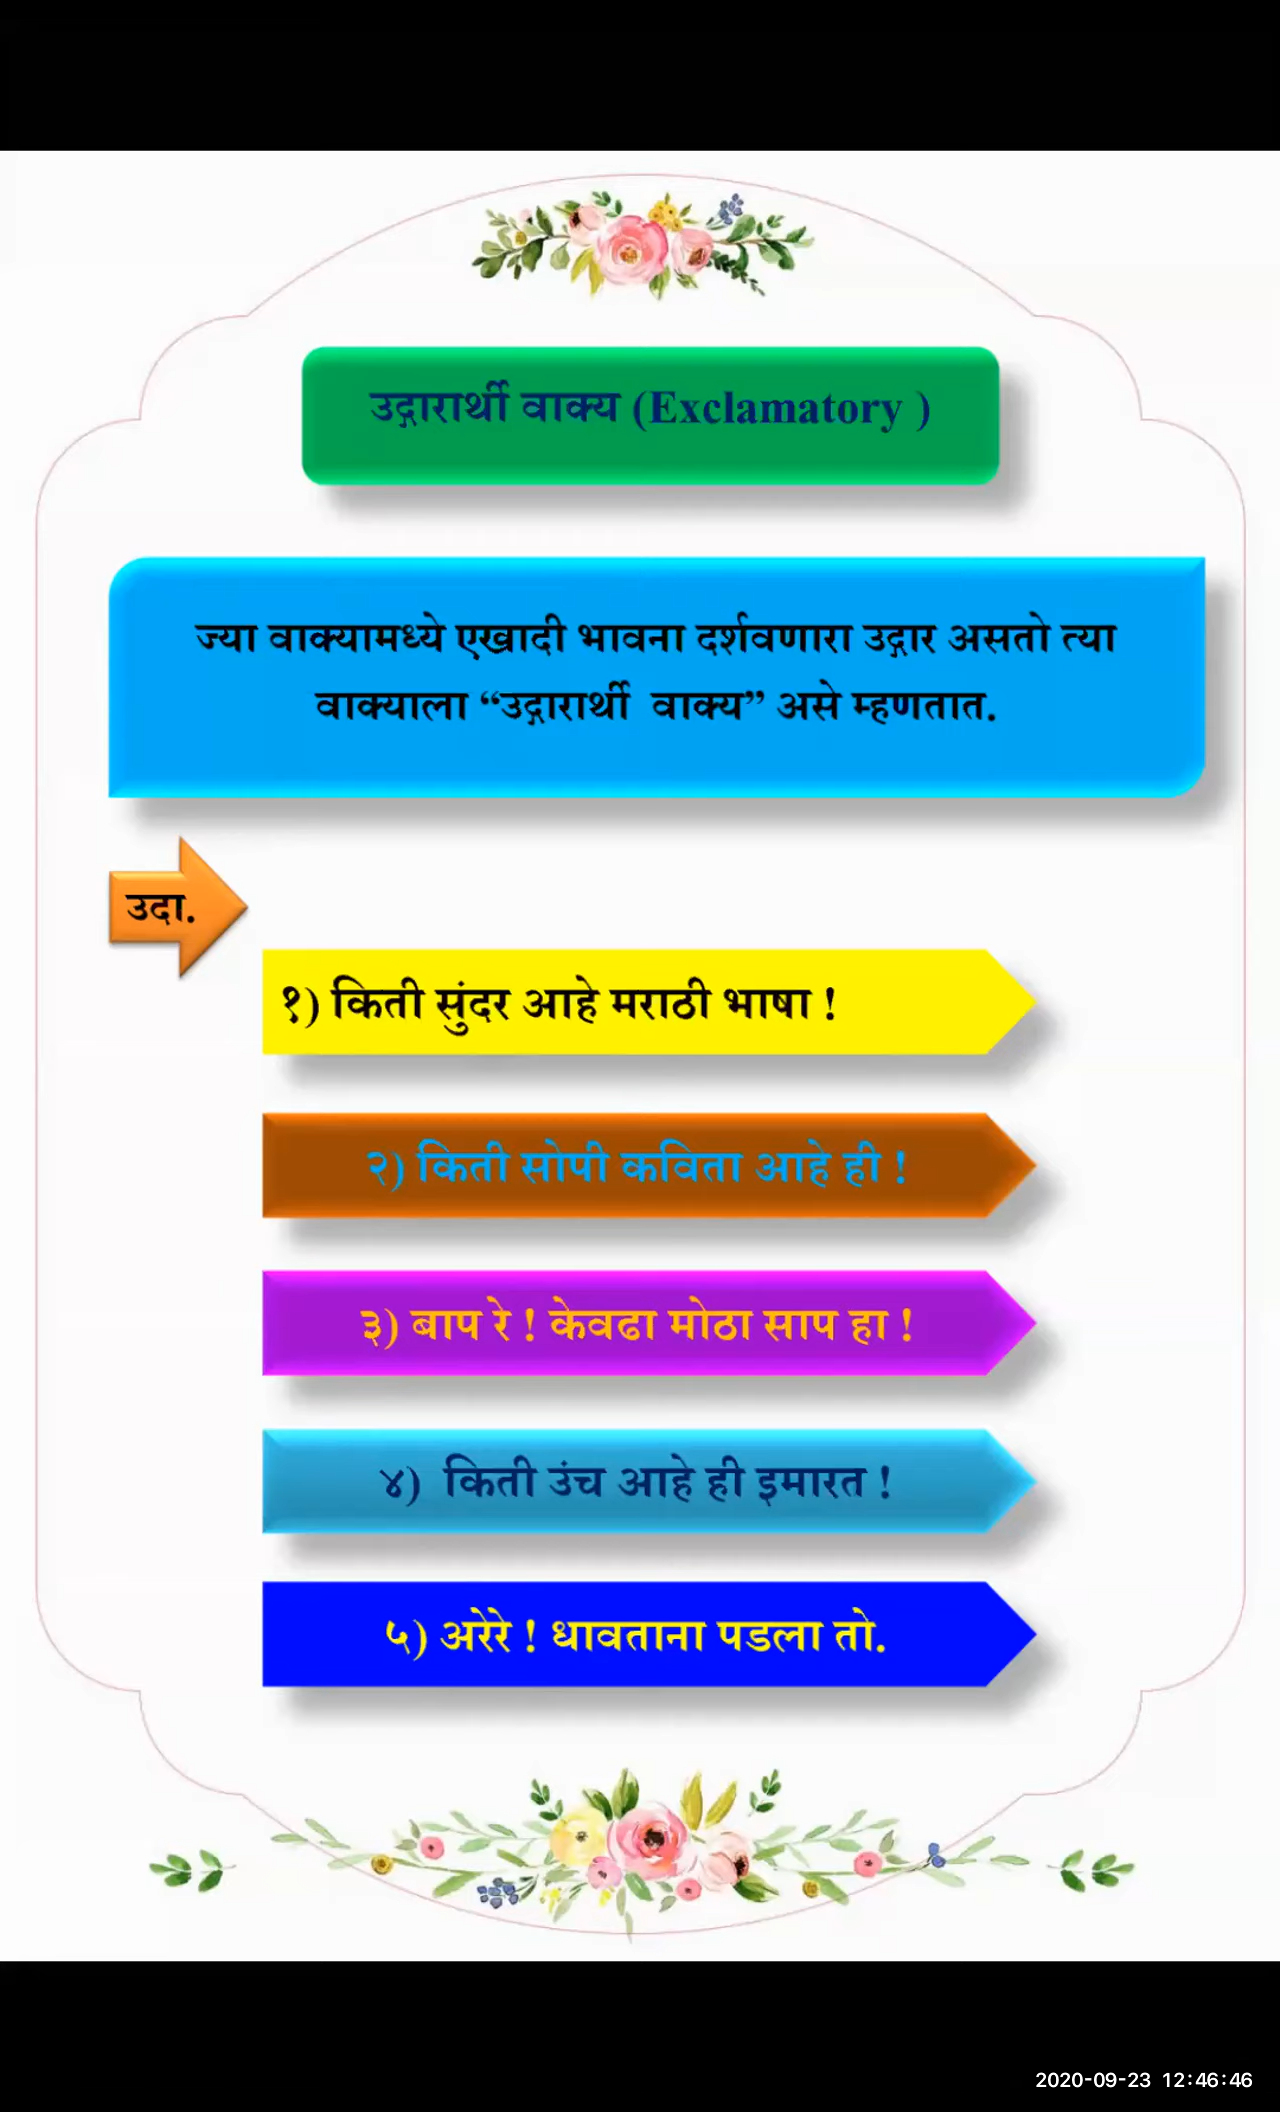 उद्गारार्थी वाक्य (Exclamatory )
ज्या वाक्यामध्ये एखादी भावना दर्शवणारा उद्गार असतो त्या
वाक्याला “उद्गारार्थी वाक्य” असे म्हणतात.
उदा.
१) किती सुंदर आहे मराठी भाषा !
२) किती सोपी कविता आहे ही !
३) बाप रे ! केवढा मोठा साप हा !
४) किती उंच आहे ही इमारत !
५) अरेरे ! धावताना पडला तो.
2020-09-23 12:46:46